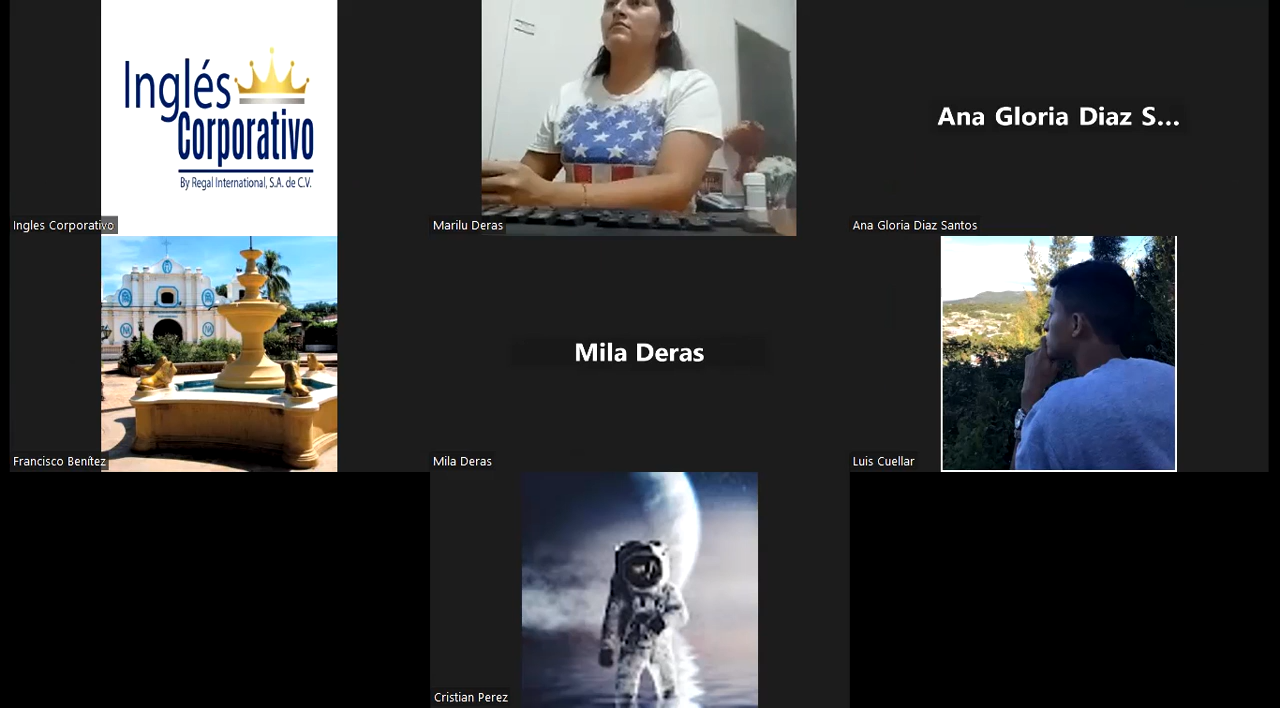 Inglés
Corporativo
By Regal International, S.A. de C.V.
Ana Gloria Diaz S...
Ingles Corporativo
Marilu Deras
Ana Gloria Diaz Santos
Mila Deras
Francisco Benítez
Mila Deras
Luis Cuellar
Cristian Perez